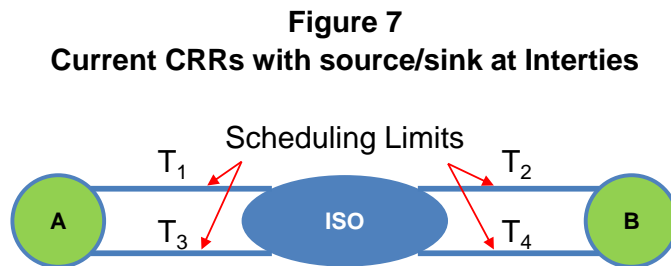 Figure 7
Current CRRs with source/sink at Interties
Scheduling Limits
T₁ T₂
A ISO B
T₃ T₄